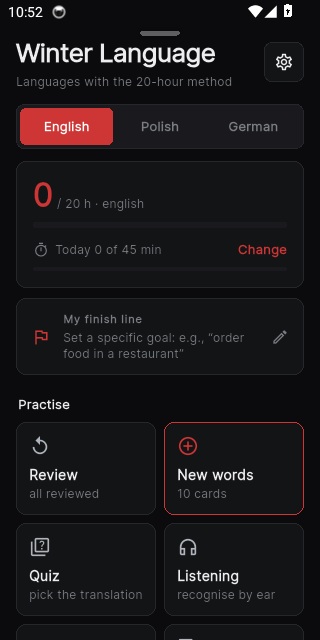 10:52
Winter Language
Languages with the 20-hour method
English
Polish
German
0 / 20 h · english
Today 0 of 45 min
Change
My finish line
Set a specific goal: e.g., “order
food in a restaurant”
Practise
Review
all reviewed
New words
10 cards
Quiz
pick the translation
Listening
recognise by ear